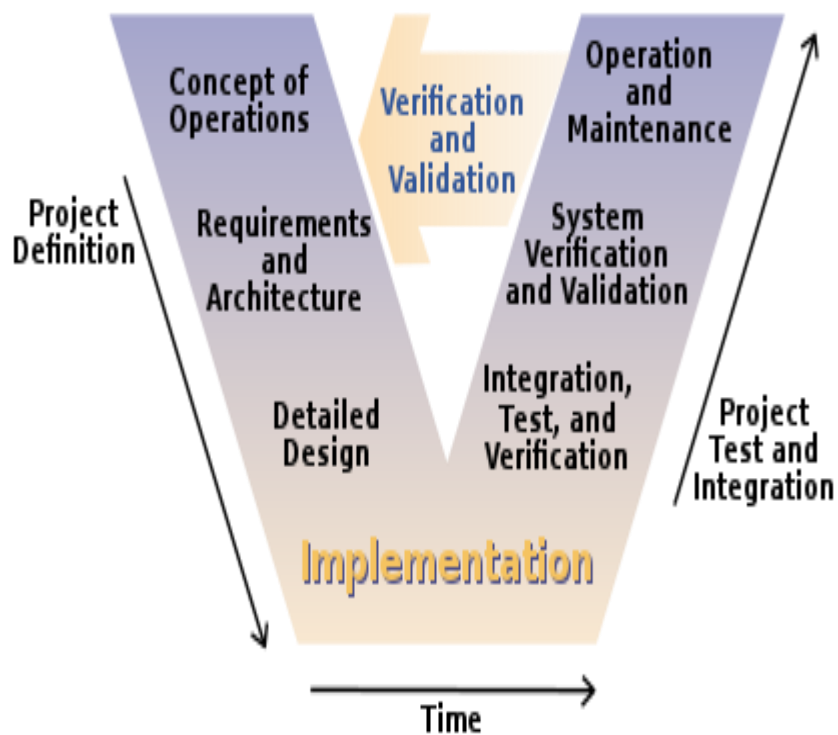 Concept of
Operations
Verification
and
Validation
Operation
and
Maintenance
Project
Definition
Requirements
and
Architecture
System
Verification
and Validation
Detailed
Design
Integration,
Test, and
Verification
Project
Test and
Integration
Implementation
Time